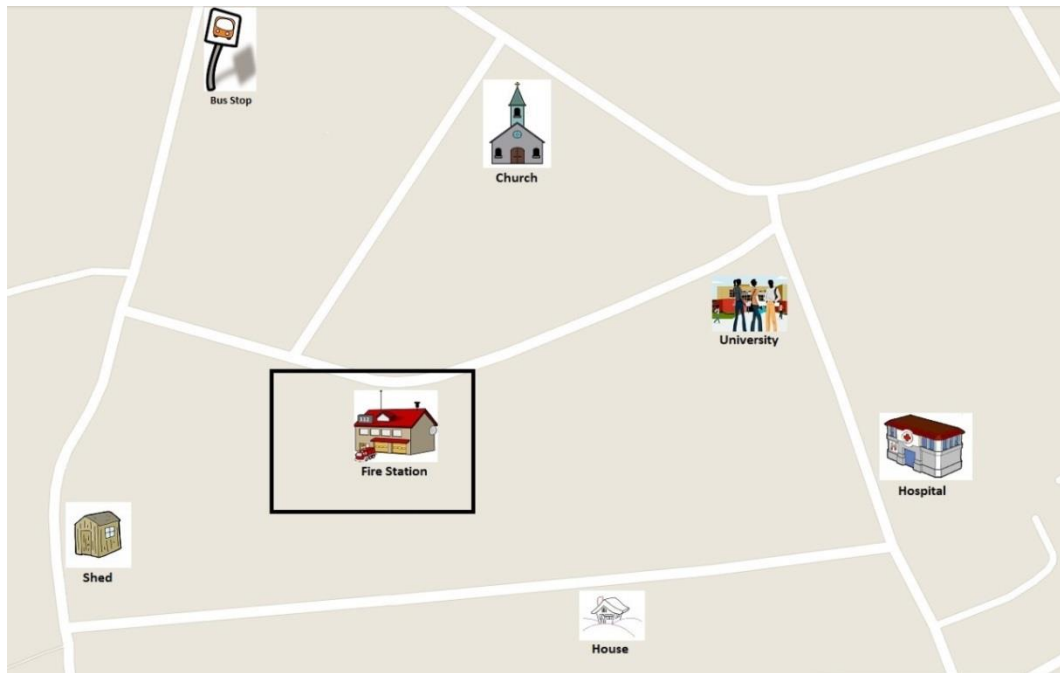 Bus Stop
Church
University
Fire Station
Hospital
Shed
House